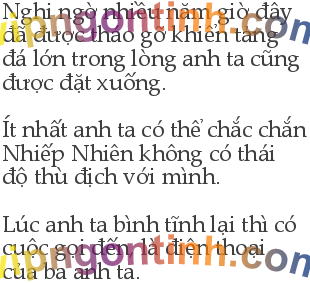 Nghi ngờ nhiều năm giờ đây
đã được tháo gỡ khiến tảng
đá lớn trong lòng anh ta cũng
được đặt xuống.
Ít nhất anh ta có thể chắc chắn
Nhiếp Nhiên không có thái
độ thù địch với mình.
Lúc anh ta bình tĩnh lại thì có
cuộc gọi đến, là điện thoại
của ba anh ta.
vipngontinh.com
vipngontinh.com